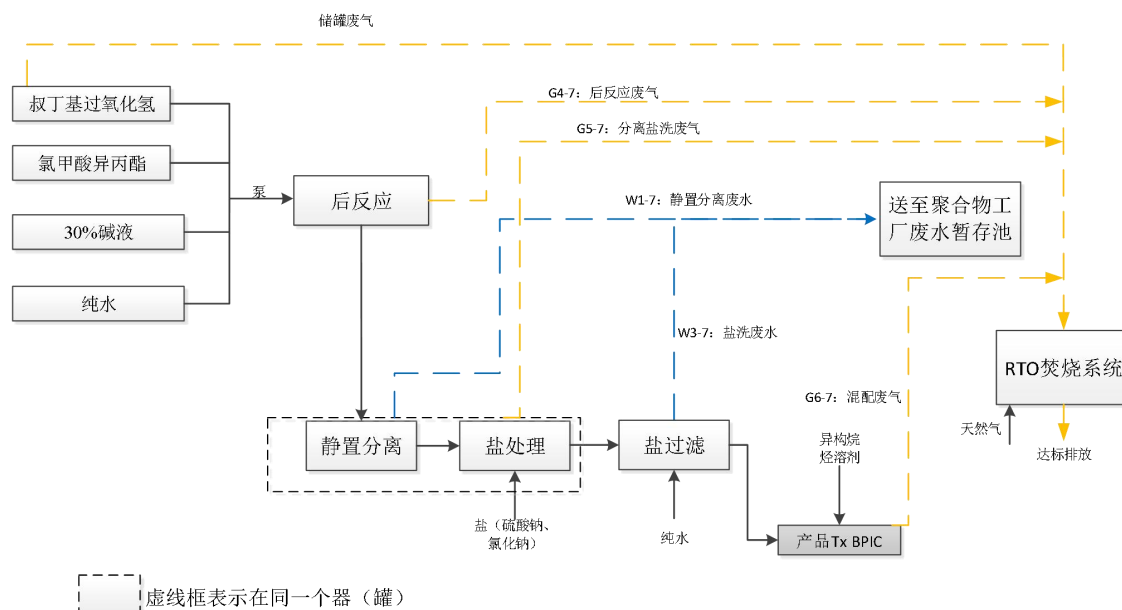 储罐废气
叔丁基过氧化氢
G4-7：后反应废气
G5-7：分离盐洗废气
氯甲酸异丙酯
泵
后反应
W1-7：静置分离废水
送至聚合物工
厂废水暂存池
30%碱液
纯水
W3-7：盐洗废水
RTO焚烧系统
G6-7：混配废气
天然气
达标排放
静置分离
盐处理
盐过滤
异构烷
烃溶剂
盐（硫酸钠、
氯化钠）
纯水
产品Tx BPIC
虚线框表示在同一个器（罐）